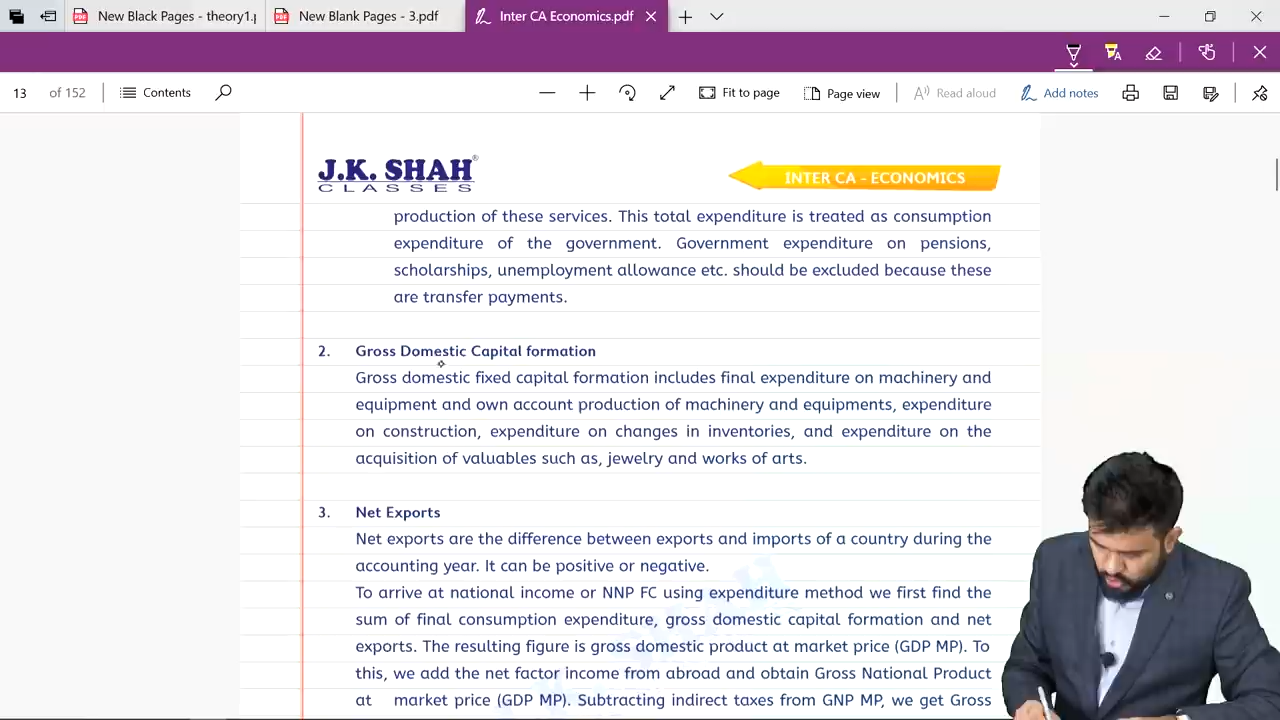 New Black Pages - theory1.p
New Blank Pages - 3.pdf
Inter CA Economics.pdf
13 of 152
Contents
Fit to page
Page view
Read aloud
Add notes
J.K. SHAH®
CLASSES
INTER CA - ECONOMICS
production of these services. This total expenditure is treated as consumption
expenditure of the government. Government expenditure on pensions,
scholarships, unemployment allowance etc. should be excluded because these
are transfer payments.
2. Gross Domestic Capital formation
Gross domestic fixed capital formation includes final expenditure on machinery and
equipment and own account production of machinery and equipments, expenditure
on construction, expenditure on changes in inventories, and expenditure on the
acquisition of valuables such as, jewelry and works of arts.
3. Net Exports
Net exports are the difference between exports and imports of a country during the
accounting year. It can be positive or negative.
To arrive at national income or NNP FC using expenditure method we first find the
sum of final consumption expenditure, gross domestic capital formation and net
exports. The resulting figure is gross domestic product at market price (GDP MP). To
this, we add the net factor income from abroad and obtain Gross National Product
at market price (GDP MP). Subtracting indirect taxes from GNP MP, we get Gross